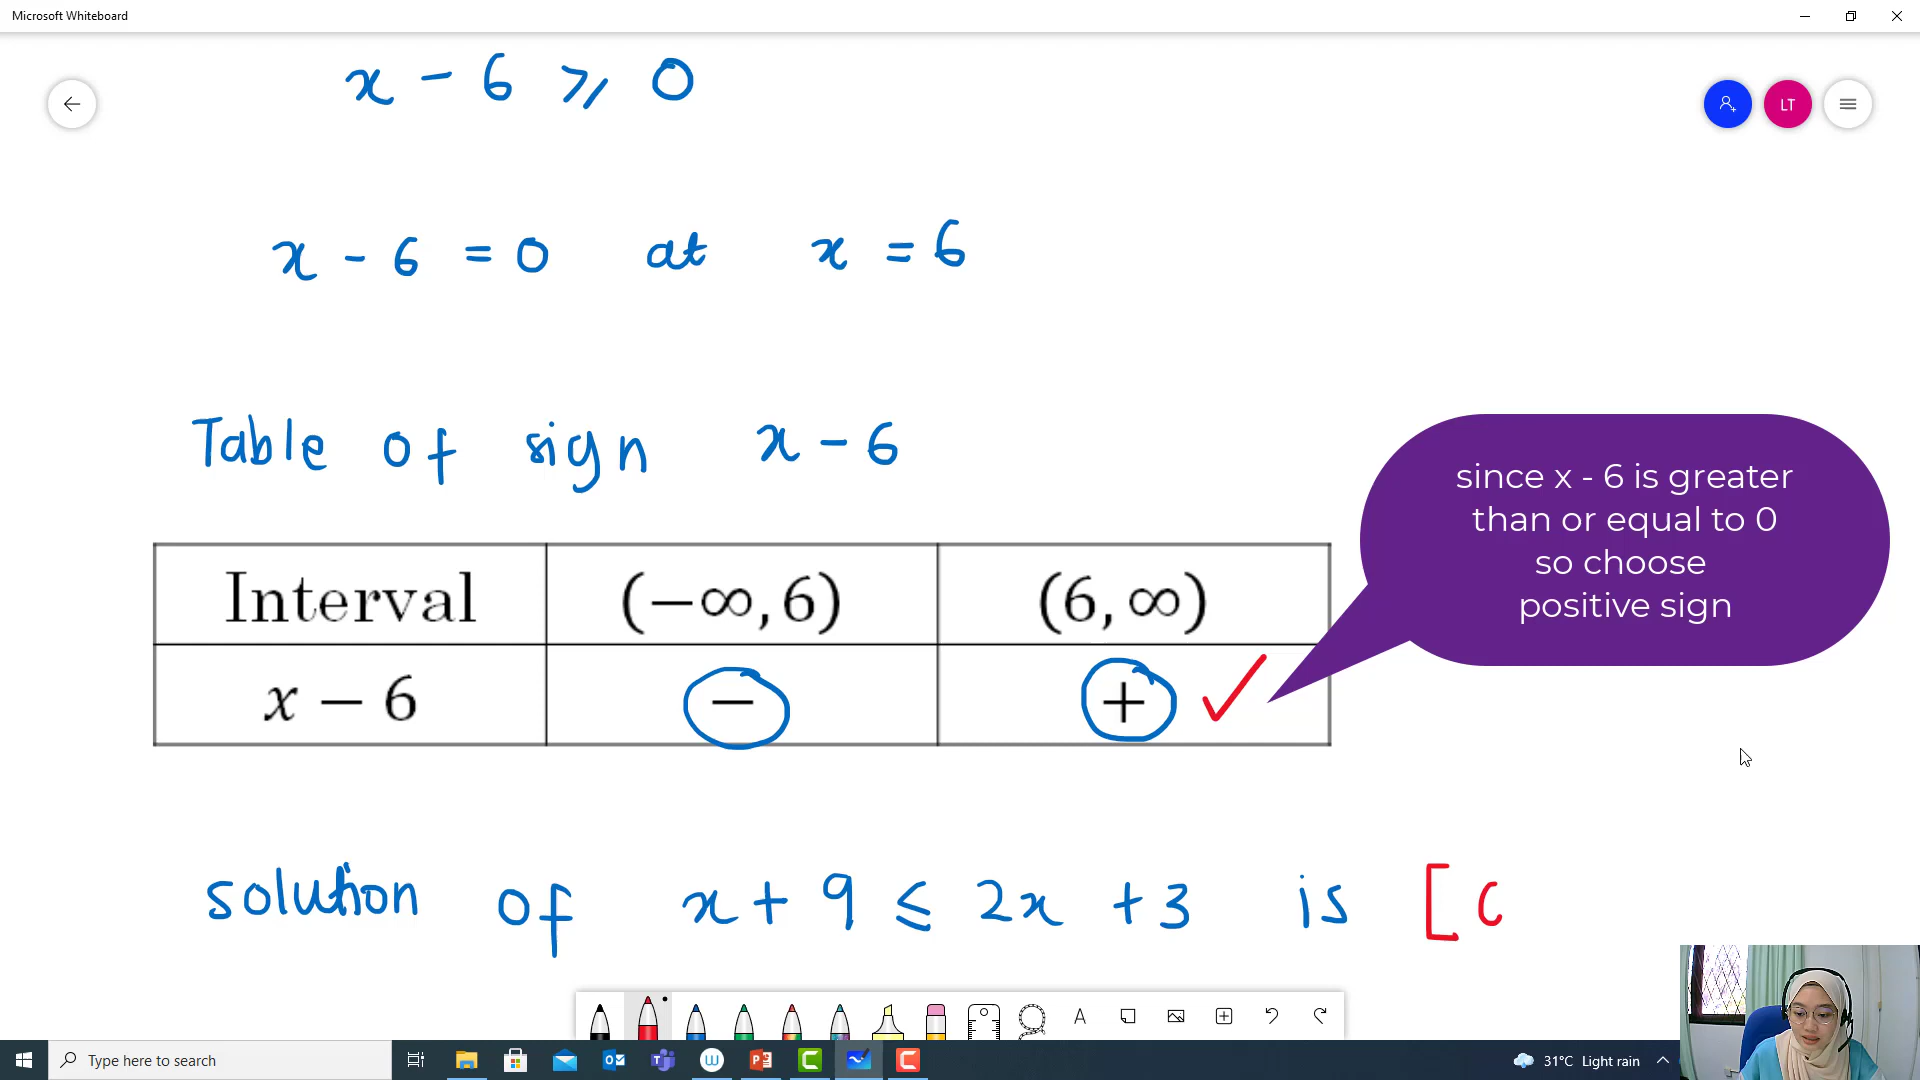 Microsoft Whiteboard
x - 6 ⩾ 0
LT
x - 6 = 0 at x = 6
Table of sign x - 6
since x - 6 is greater
than or equal to 0
so choose
positive sign
Interval (−∞, 6) (6, ∞)
x − 6 − + ✓
solution of x + 9 ≤ 2x + 3 is [
A
Type here to search
31°C Light rain